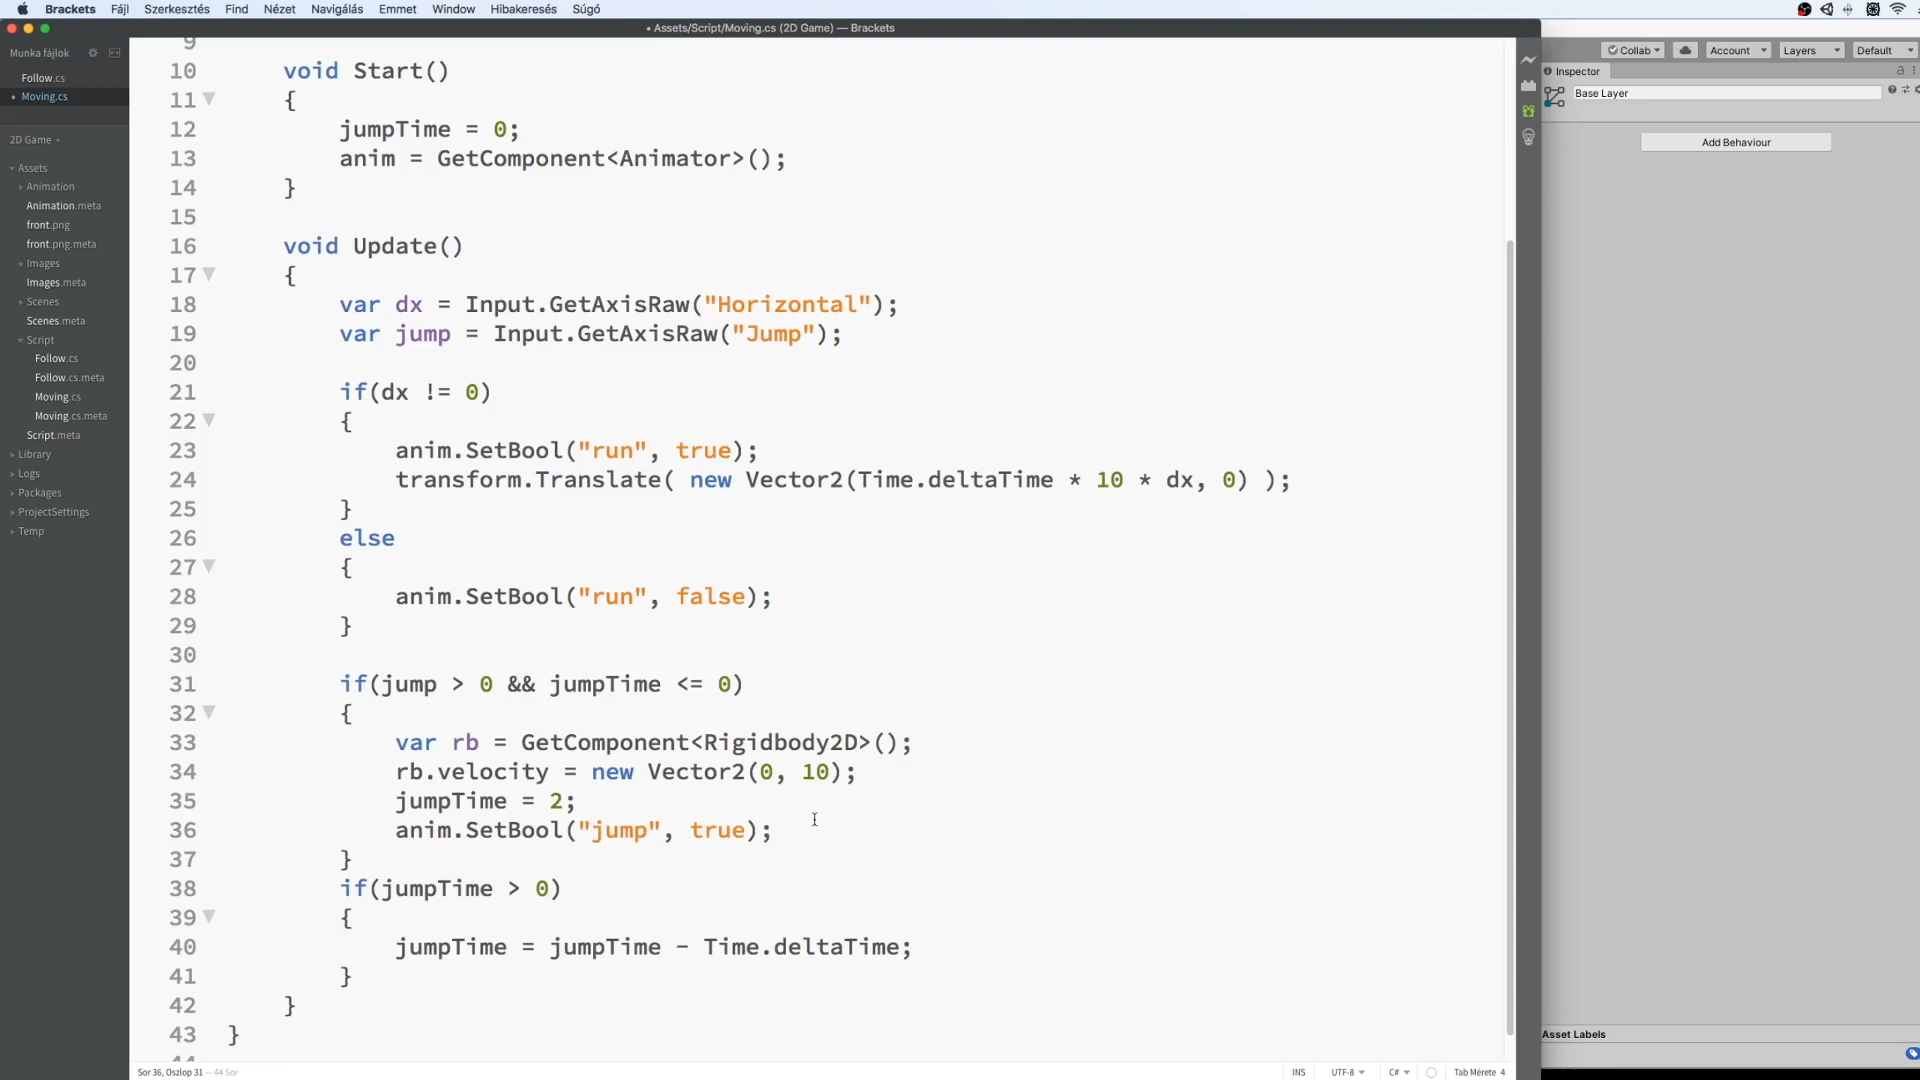 Brackets Fájl Szerkesztés Find Nézet Navigálás Emmet Window Hibakeresés Súgó
• Assets/Script/Moving.cs (2D Game) — Brackets
Munka fájlok
Follow.cs
• Moving.cs
2D Game
Assets
Animation
Animation.meta
front.png
front.png.meta
Images
Images.meta
Scenes
Scenes.meta
Script
Follow.cs
Follow.cs.meta
Moving.cs
Moving.cs.meta
Script.meta
Library
Logs
Packages
ProjectSettings
Temp
9
10 void Start()
11 {
12 jumpTime = 0;
13 anim = GetComponent<Animator>();
14 }
15
16 void Update()
17 {
18 var dx = Input.GetAxisRaw("Horizontal");
19 var jump = Input.GetAxisRaw("Jump");
20
21 if(dx != 0)
22 {
23 anim.SetBool("run", true);
24 transform.Translate( new Vector2(Time.deltaTime * 10 * dx, 0) );
25 }
26 else
27 {
28 anim.SetBool("run", false);
29 }
30
31 if(jump > 0 && jumpTime <= 0)
32 {
33 var rb = GetComponent<Rigidbody2D>();
34 rb.velocity = new Vector2(0, 10);
35 jumpTime = 2;
36 anim.SetBool("jump", true);
37 }
38 if(jumpTime > 0)
39 {
40 jumpTime = jumpTime - Time.deltaTime;
41 }
42 }
43 }
44
Sor 36, Oszlop 31 — 44 Sor
INS UTF-8 C# Tab Mérete 4
Collab Account Layers Default
Inspector
Base Layer
Add Behaviour
Asset Labels